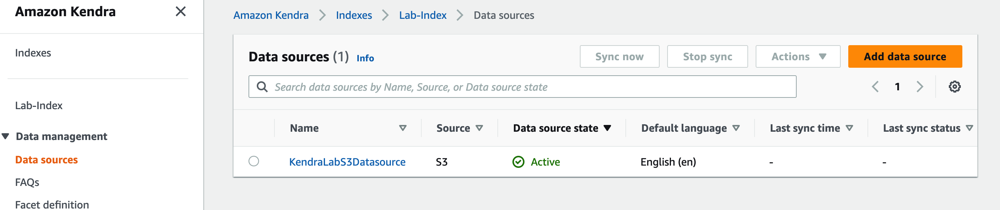 Amazon Kendra
Indexes
Lab-Index
Data management
Data sources
FAQs
Facet definition
Amazon Kendra > Indexes > Lab-Index > Data sources
Data sources (1) Info
Sync now
Stop sync
Actions
Add data source
Search data sources by Name, Source, or Data source state
1
Name Source Data source state Default language Last sync time Last sync status
KendraLabS3Datasource S3 Active English (en) - -